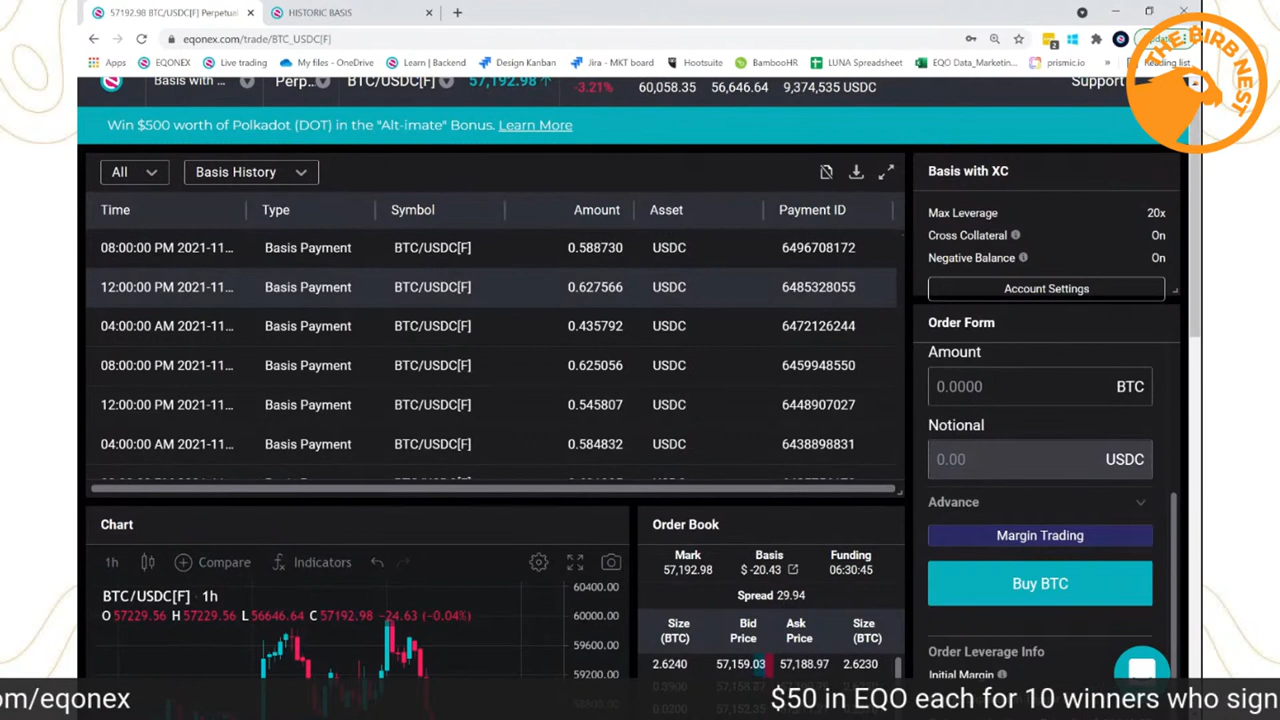 57192.98 BTC/USDC[F] Perpetual
HISTORIC BASIS
eqonex.com/trade/BTC_USDC[F]
Apps EQONEX Live trading My files - OneDrive Learn | Backend Design Kanban Jira - MKT board Hootsuite BambooHR LUNA Spreadsheet EQO Data_Marketin... prismic.io » Reading list
THE BIRB NEST
Basis with ... Perp... BTC/USDC[F] 57,192.98↑ -3.21% 60,058.35 56,646.64 9,374,535 USDC Support
Win $500 worth of Polkadot (DOT) in the "Alt-imate" Bonus. Learn More
All Basis History
Time Type Symbol Amount Asset Payment ID
08:00:00 PM 2021-11... Basis Payment BTC/USDC[F] 0.588730 USDC 6496708172
12:00:00 PM 2021-11... Basis Payment BTC/USDC[F] 0.627566 USDC 6485328055
04:00:00 AM 2021-11... Basis Payment BTC/USDC[F] 0.435792 USDC 6472126244
08:00:00 PM 2021-11... Basis Payment BTC/USDC[F] 0.625056 USDC 6459948550
12:00:00 PM 2021-11... Basis Payment BTC/USDC[F] 0.545807 USDC 6448907027
04:00:00 AM 2021-11... Basis Payment BTC/USDC[F] 0.584832 USDC 6438898831
Basis with XC
Max Leverage 20x
Cross Collateral On
Negative Balance On
Account Settings
Order Form
Amount
0.0000 BTC
Notional
0.00 USDC
Advance
Margin Trading
Buy BTC
Order Leverage Info
Initial Margin
Chart
1h Compare Indicators
BTC/USDC[F] · 1h
O 57229.56 H 57229.56 L 56646.64 C 57192.98 -24.63 (-0.04%)
60400.00
60000.00
59600.00
59200.00
58800.00
Order Book
Mark Basis Funding
57,192.98 $ -20.43 06:30:45
Spread 29.94
Size (BTC) Bid Price Ask Price Size (BTC)
2.6240 57,159.03 57,188.97 2.6230
om/eqonex
$50 in EQO each for 10 winners who sign